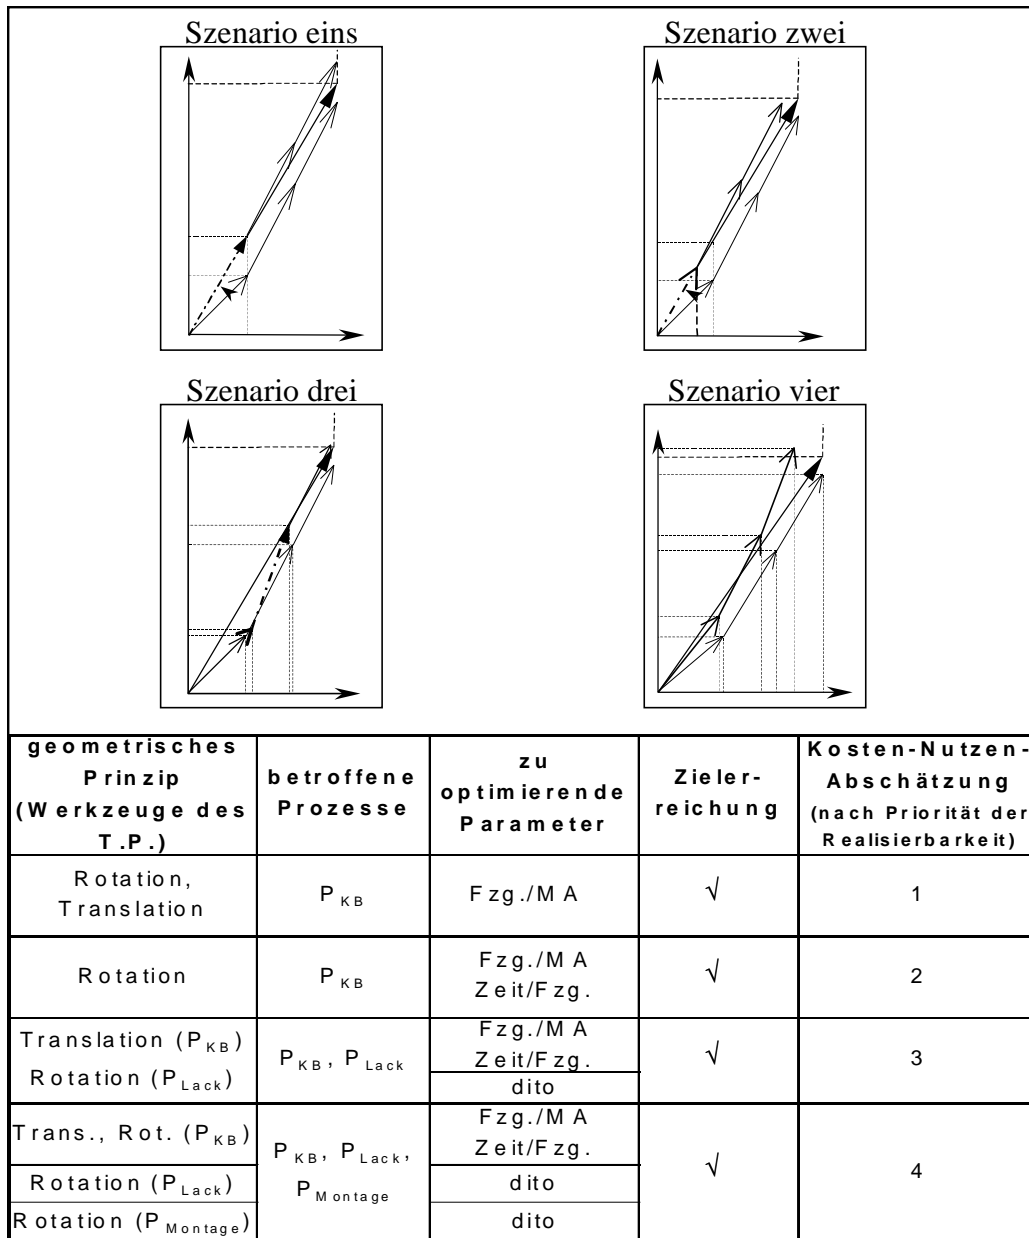 Szenario eins
Szenario zwei
Szenario drei
Szenario vier
geometrisches
Prinzip
(Werkzeuge des
T.P.)
betroffene
Prozesse
zu
optimierende
Parameter
Zieler-
reichung
Kosten-Nutzen-
Abschätzung
(nach Priorität der
Realisierbarkeit)
Rotation,
Translation
P KB
Fzg./MA
√
1
Rotation
P KB
Fzg./MA
Zeit/Fzg.
√
2
Translation (P KB)
Rotation (P Lack)
P KB, P Lack
Fzg./MA
Zeit/Fzg.
dito
√
3
Trans., Rot. (P KB)
Rotation (P Lack)
Rotation (P Montage)
P KB, P Lack,
P Montage
Fzg./MA
Zeit/Fzg.
dito
dito
√
4